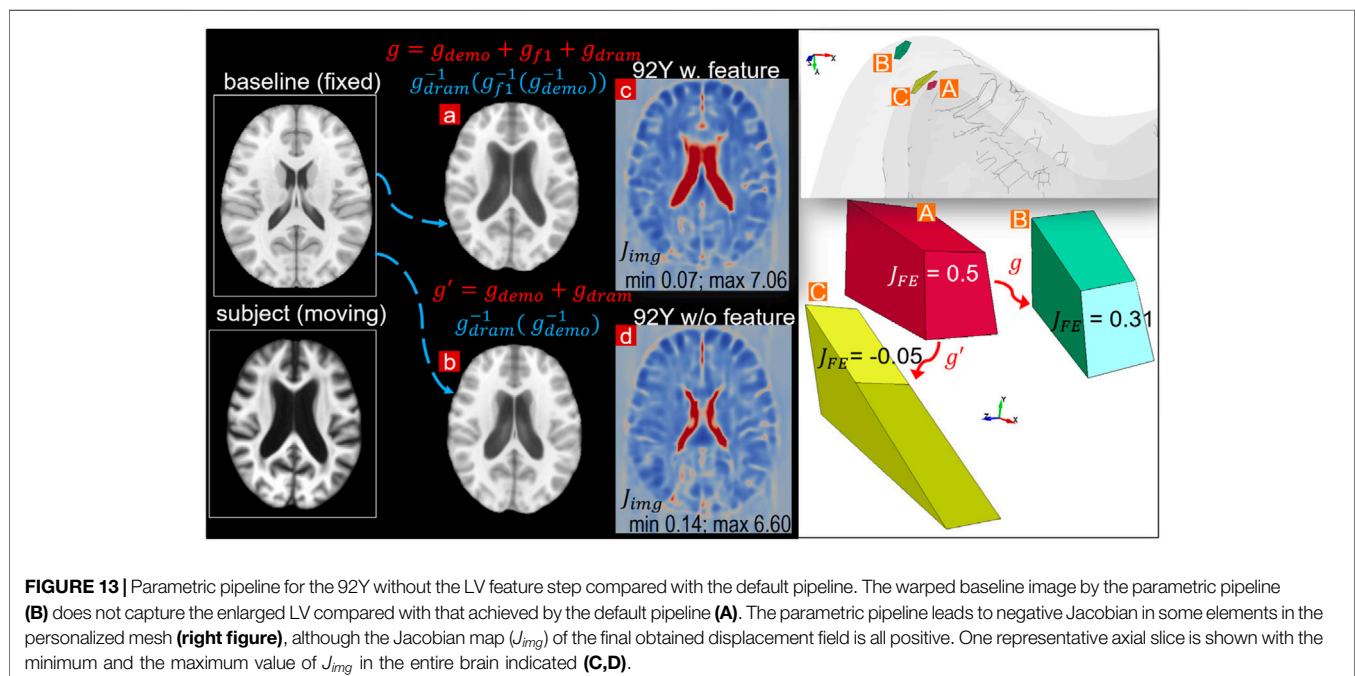 g = g_demo + g_f1 + g_dram
baseline (fixed)
g_dram^-1(g_f1^-1(g_demo^-1))
92Y w. feature
a
c
J_img
min 0.07; max 7.06
g' = g_demo + g_dram
subject (moving)
g_dram^-1( g_demo^-1)
92Y w/o feature
b
d
J_img
min 0.14; max 6.60
B
C
A
A
B
J_FE = 0.5
g
C
J_FE = 0.31
J_FE = -0.05
g'
Y
Z
X
FIGURE 13 | Parametric pipeline for the 92Y without the LV feature step compared with the default pipeline. The warped baseline image by the parametric pipeline
(B) does not capture the enlarged LV compared with that achieved by the default pipeline (A). The parametric pipeline leads to negative Jacobian in some elements in the
personalized mesh (right figure), although the Jacobian map (J_img) of the final obtained displacement field is all positive. One representative axial slice is shown with the
minimum and the maximum value of J_img in the entire brain indicated (C,D).